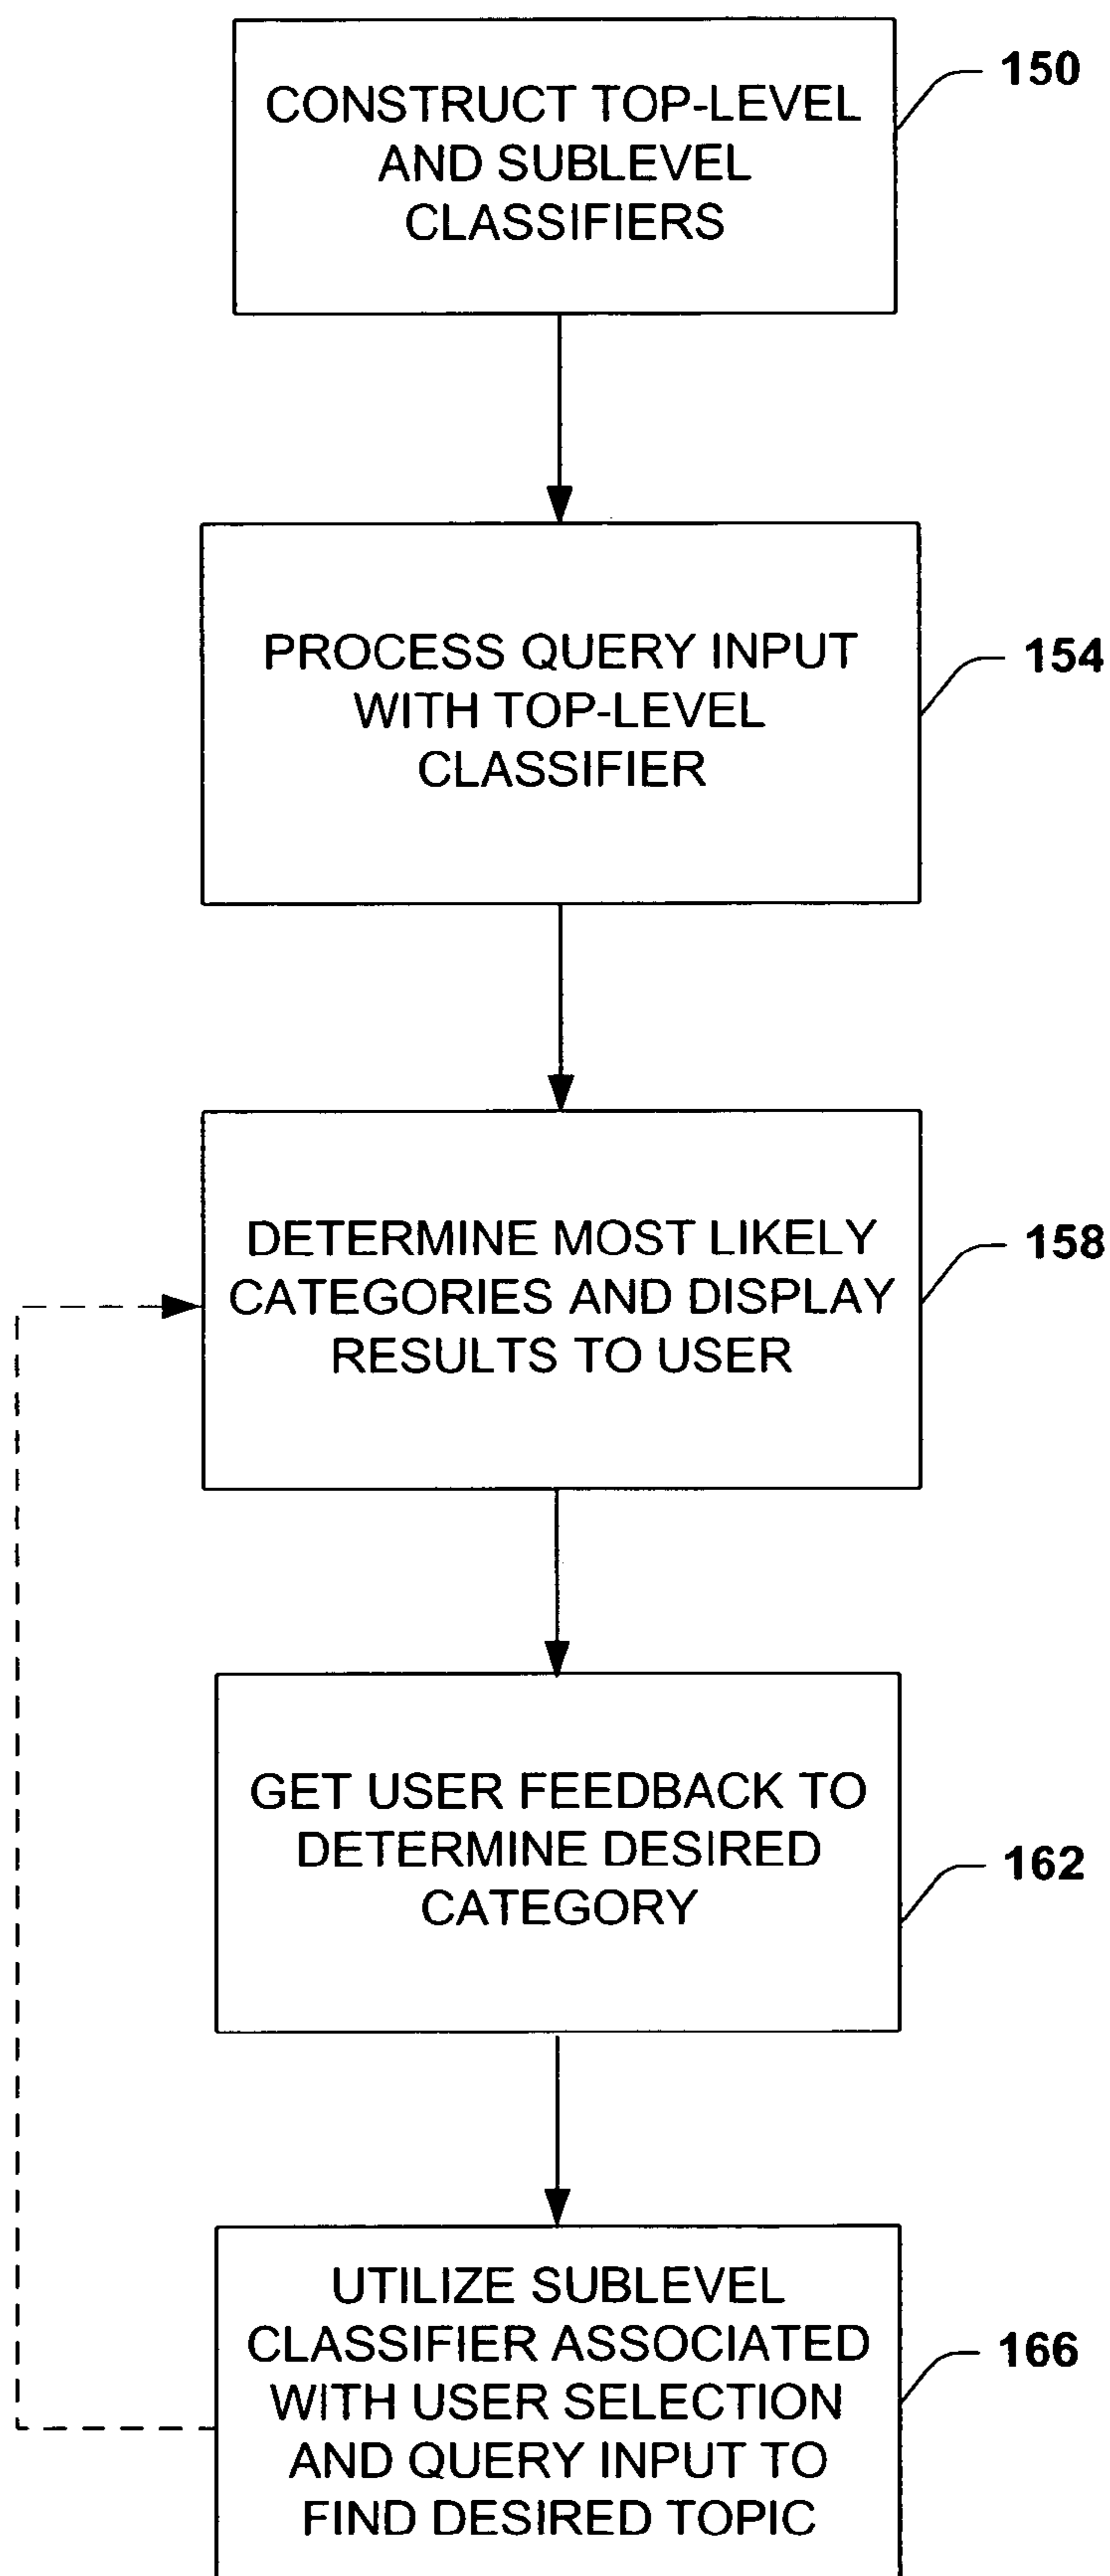 CONSTRUCT TOP-LEVEL
AND SUBLEVEL
CLASSIFIERS
150
PROCESS QUERY INPUT
WITH TOP-LEVEL
CLASSIFIER
154
DETERMINE MOST LIKELY
CATEGORIES AND DISPLAY
RESULTS TO USER
158
GET USER FEEDBACK TO
DETERMINE DESIRED
CATEGORY
162
UTILIZE SUBLEVEL
CLASSIFIER ASSOCIATED
WITH USER SELECTION
AND QUERY INPUT TO
FIND DESIRED TOPIC
166